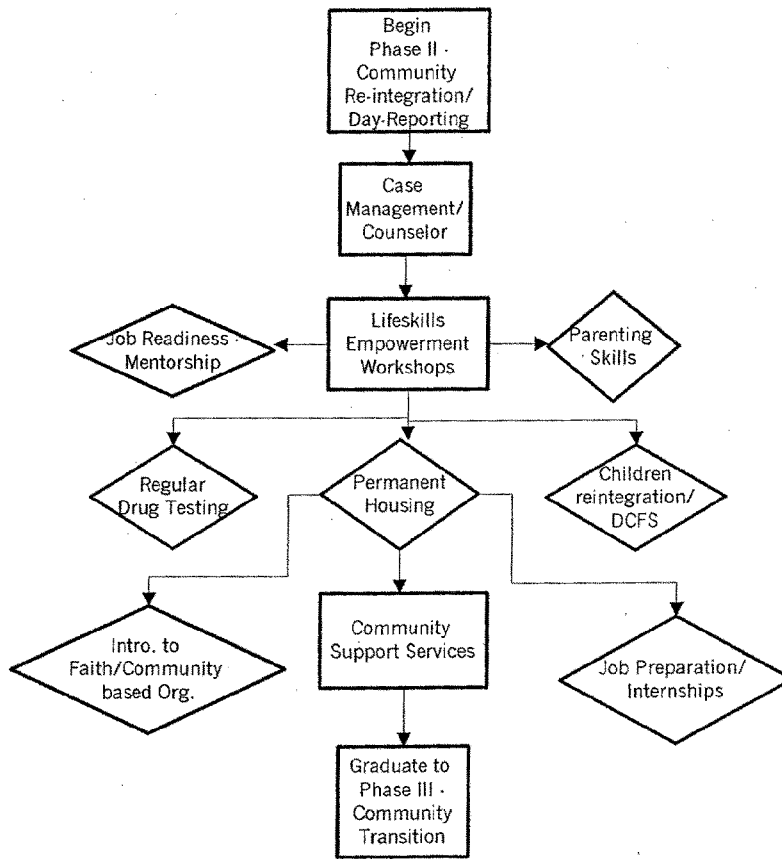 Begin
Phase II -
Community
Re-integration/
Day-Reporting
Case
Management/
Counselor
Job Readiness -
Mentorship
Lifeskills
Empowerment
Workshops
Parenting
Skills
Regular
Drug Testing
Permanent
Housing
Children
reintegration/
DCFS
Intro. to
Faith/Community
based Org.
Community
Support Services
Job Preparation/
Internships
Graduate to
Phase III -
Community
Transition